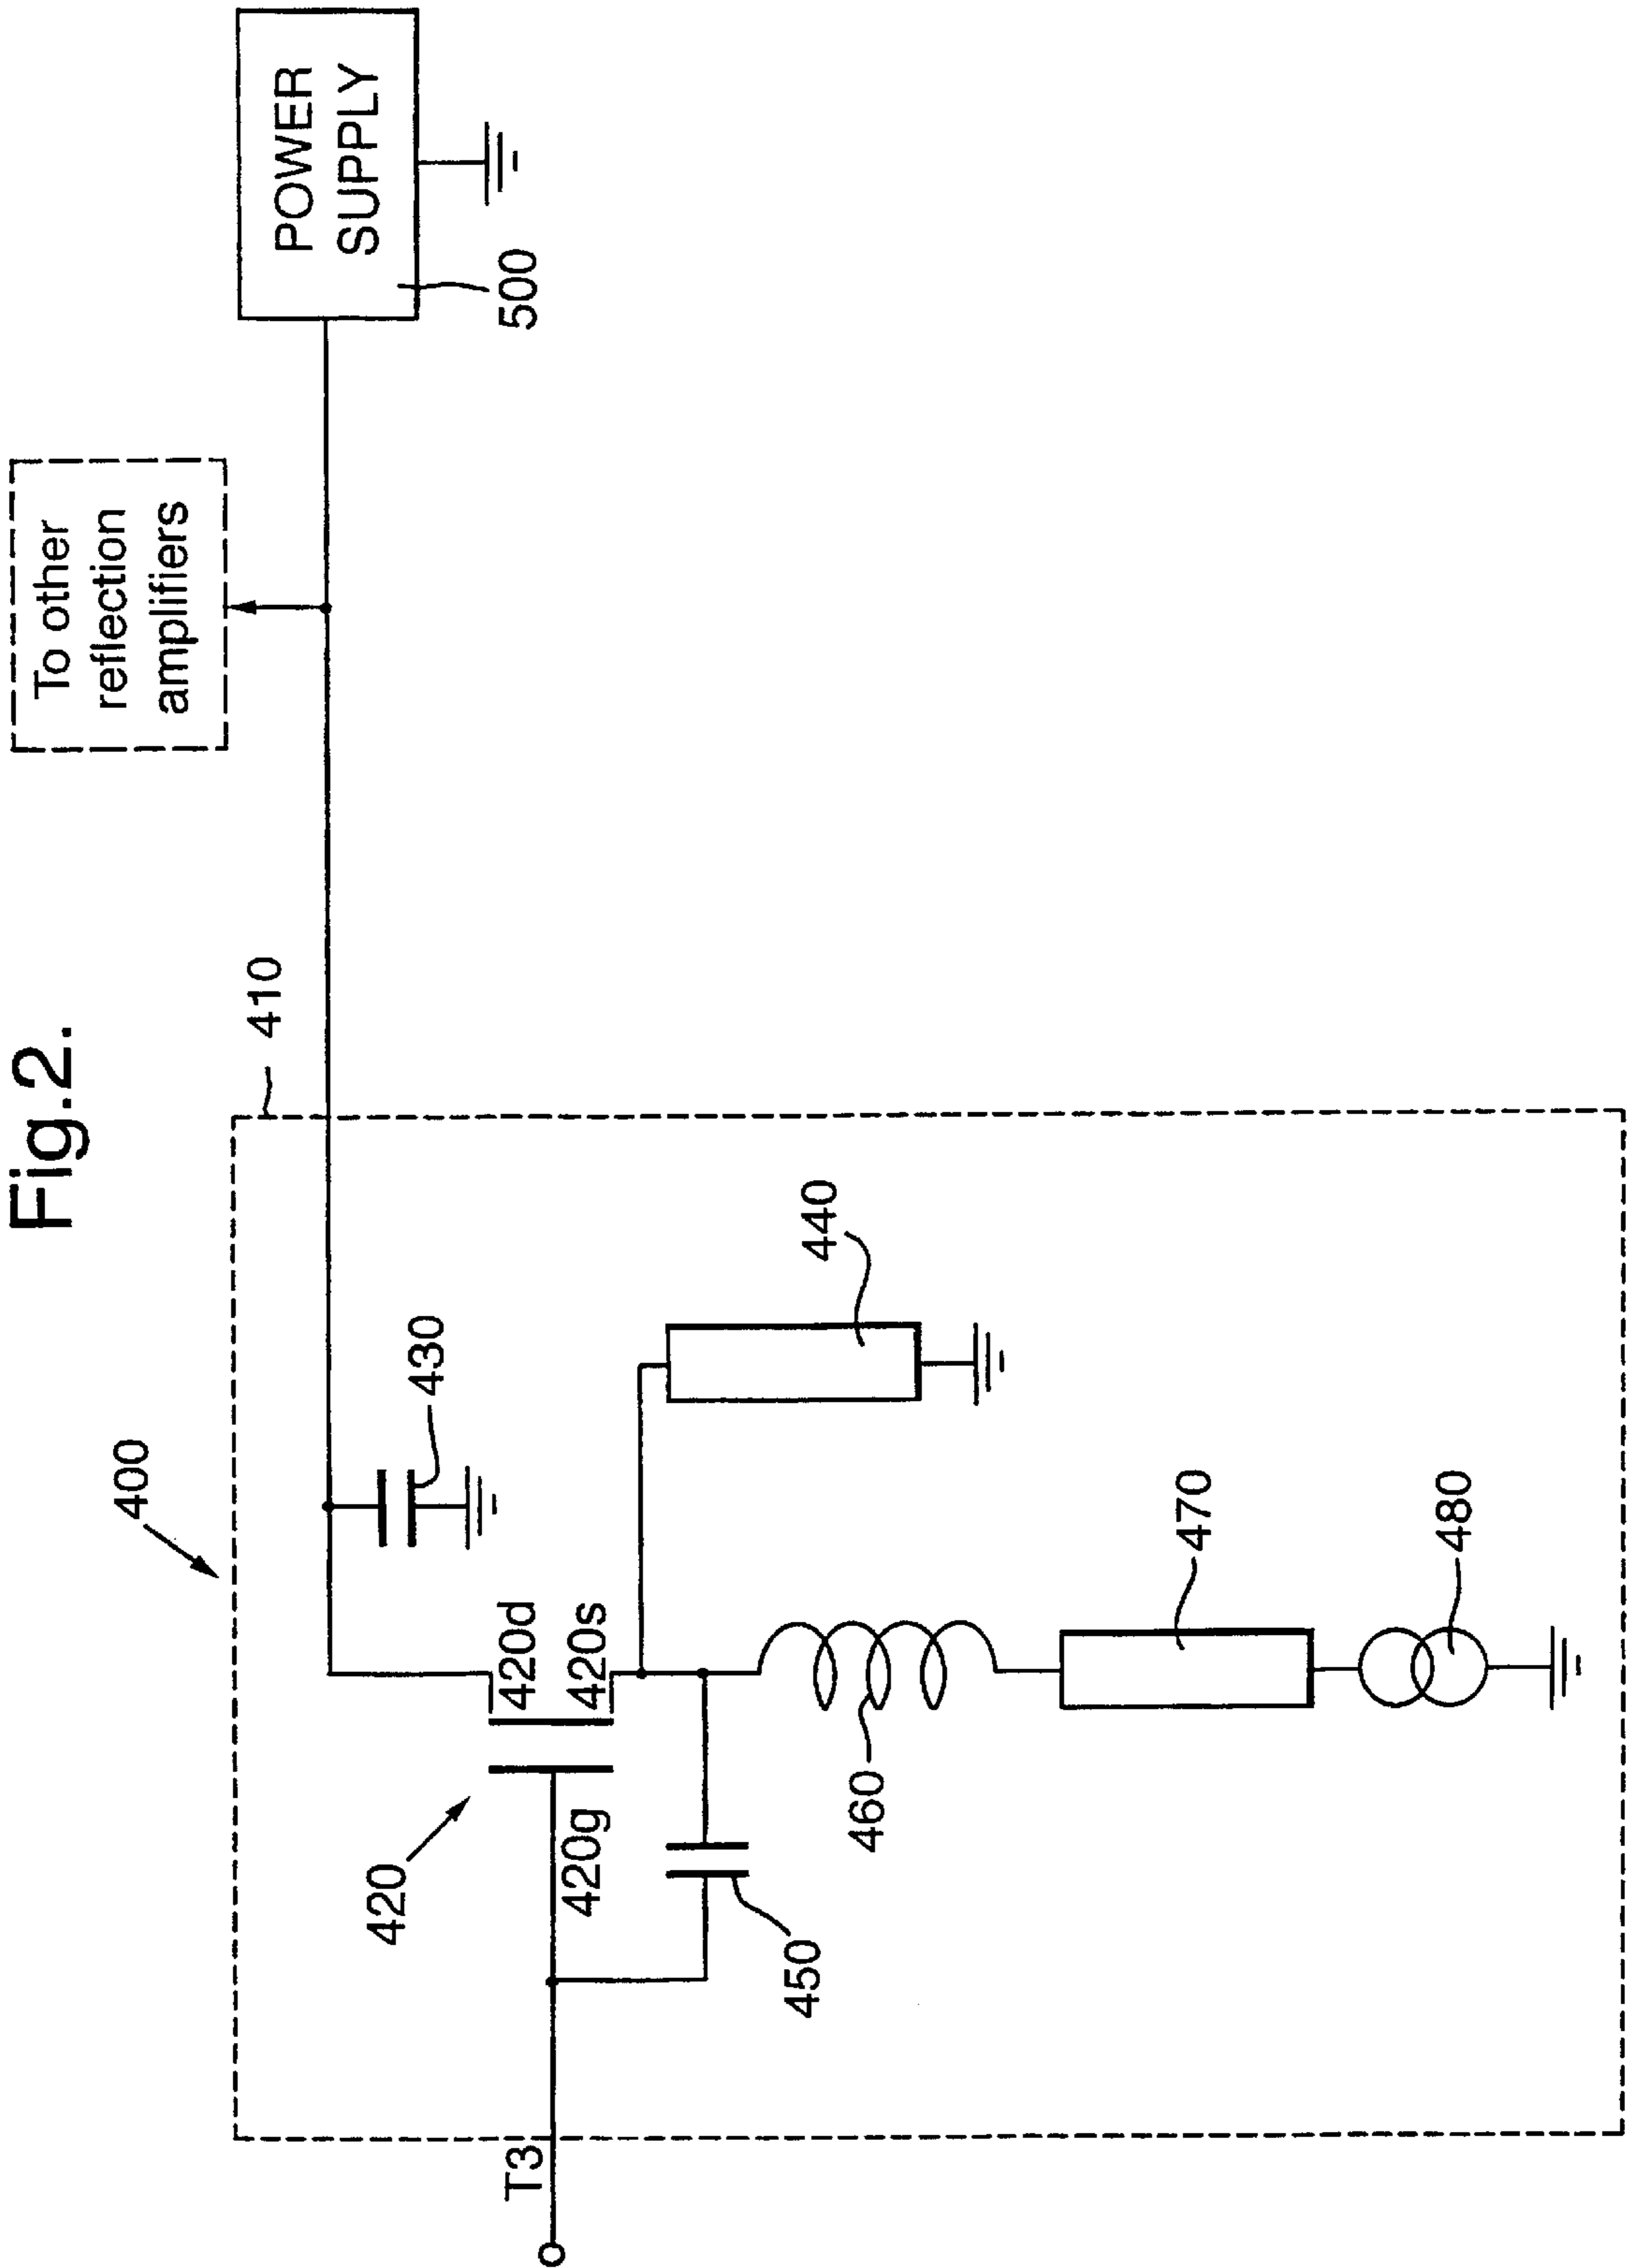 Fig.2.
To other
reflection
amplifiers
POWER
SUPPLY
500
410
400
430
440
420
420d
420s
420g
450
460
470
480
T3